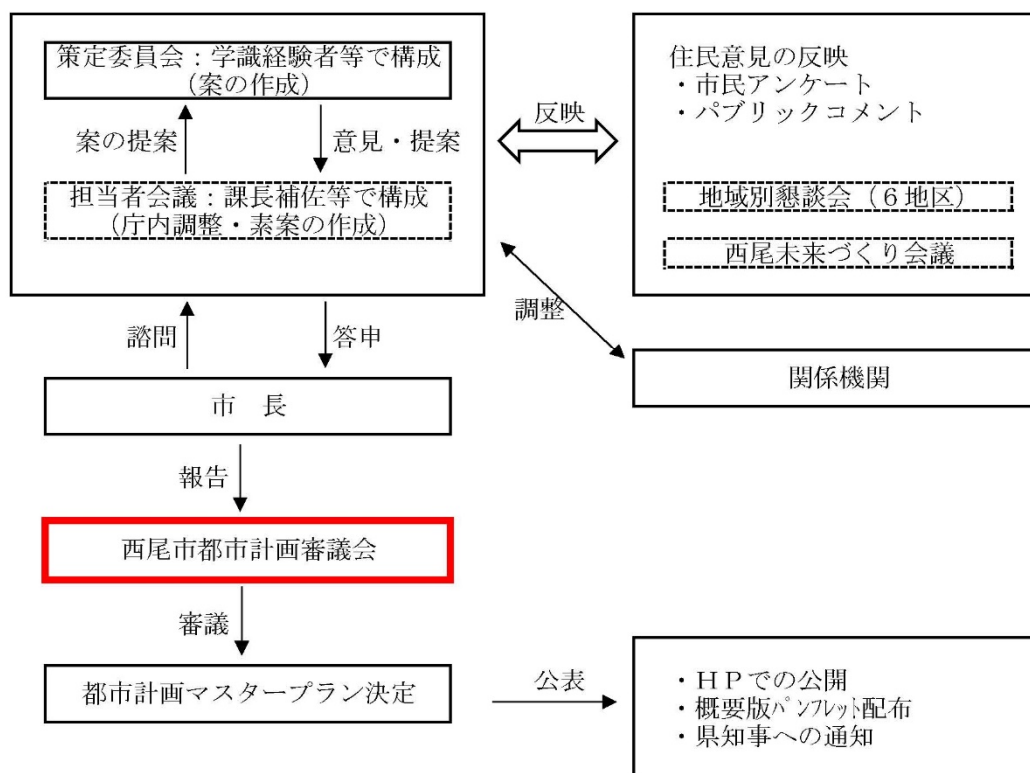 策定委員会：学識経験者等で構成
（案の作成）
案の提案
意見・提案
担当者会議：課長補佐等で構成
（庁内調整・素案の作成）
反映
住民意見の反映
・市民アンケート
・パブリックコメント
地域別懇談会（６地区）
西尾未来づくり会議
調整
関係機関
諮問
答申
市　長
報告
西尾市都市計画審議会
審議
都市計画マスタープラン決定
公表
・ＨＰでの公開
・概要版ﾊﾟﾝﾌﾚｯﾄ配布
・県知事への通知